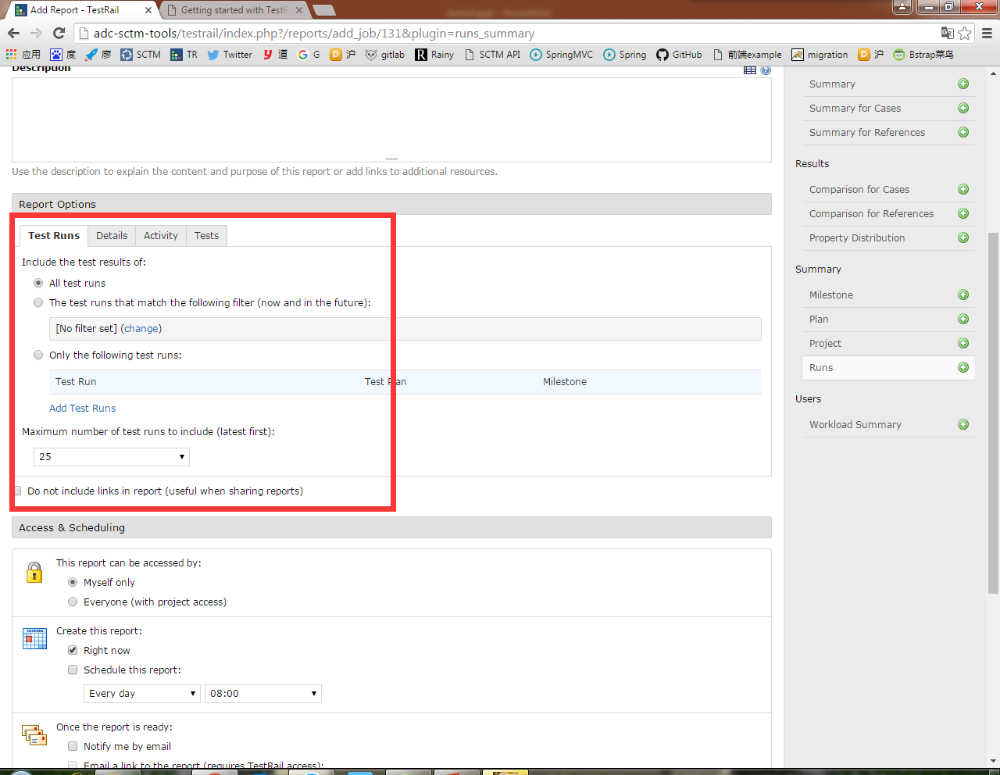 Add Report - TestRail
Getting started with TestR
adc-sctm-tools/testrail/index.php?/reports/add_job/131&plugin=runs_summary
应用 度 廖 SCTM TR Twitter 道 G 沪 gitlab Rainy SCTM API SpringMVC Spring GitHub 前端example migration 沪 Bstrap菜鸟
Description
Use the description to explain the content and purpose of this report or add links to additional resources.
Report Options
Test Runs Details Activity Tests
Include the test results of:
All test runs
The test runs that match the following filter (now and in the future):
[No filter set] (change)
Only the following test runs:
Test Run Test Plan Milestone
Add Test Runs
Maximum number of test runs to include (latest first):
25
Do not include links in report (useful when sharing reports)
Access & Scheduling
This report can be accessed by:
Myself only
Everyone (with project access)
Create this report:
Right now
Schedule this report:
Every day 08:00
Once the report is ready:
Notify me by email
Email a link to the report (requires TestRail access):
Summary
Summary for Cases
Summary for References
Results
Comparison for Cases
Comparison for References
Property Distribution
Summary
Milestone
Plan
Project
Runs
Users
Workload Summary